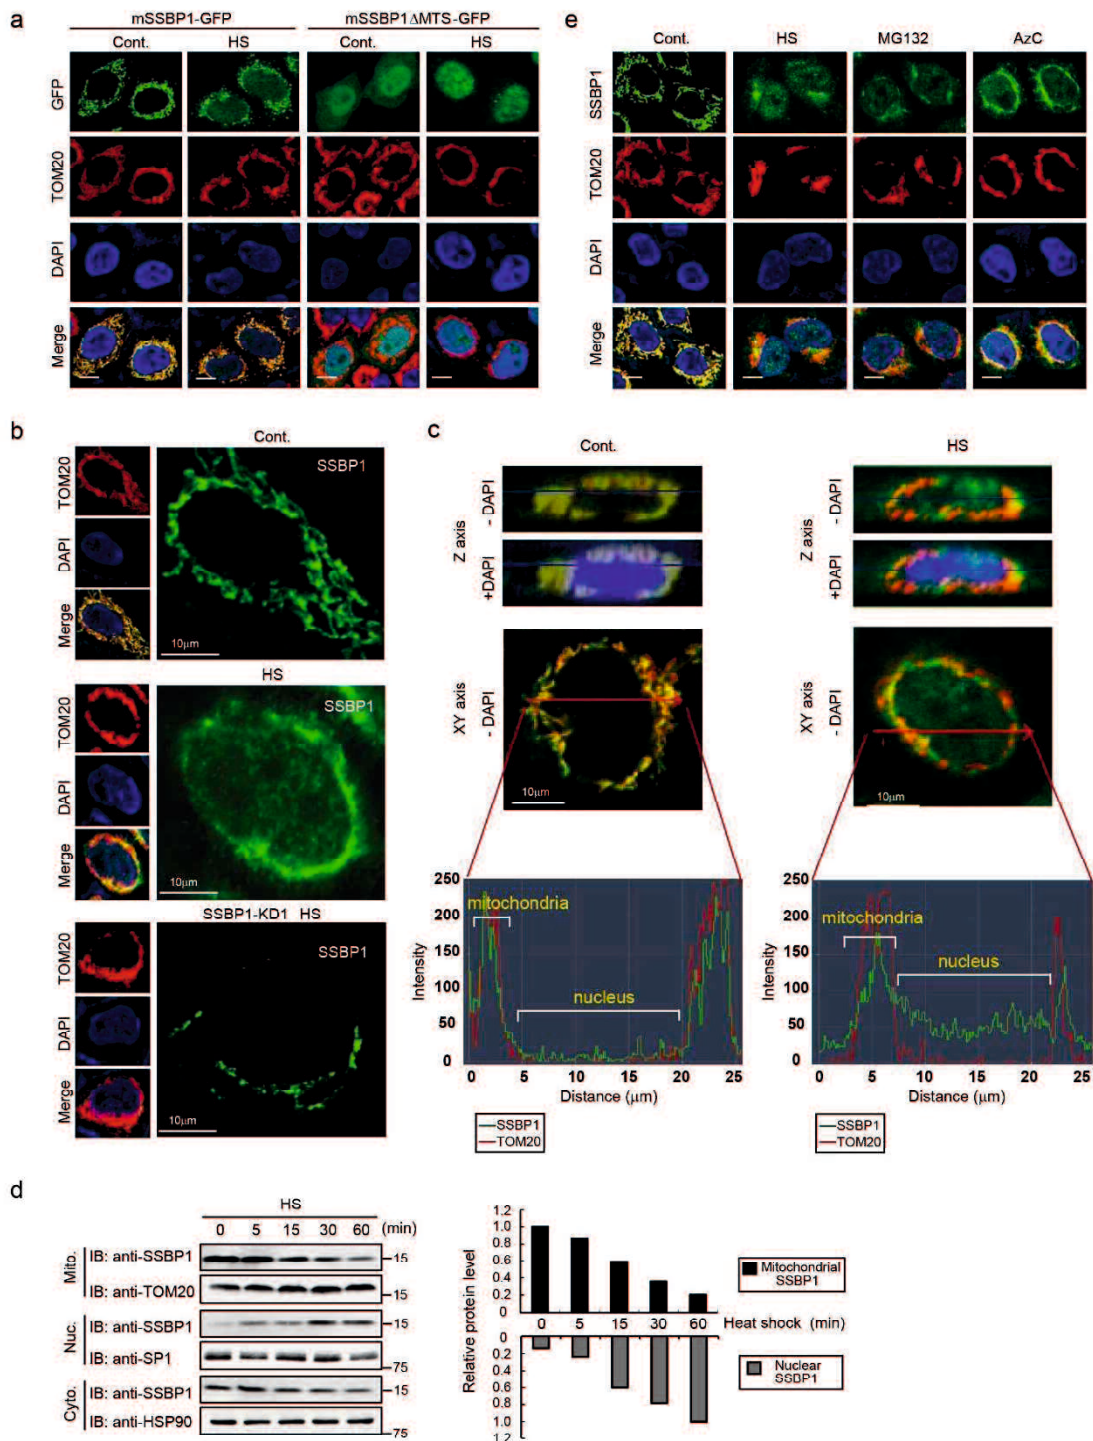 a
mSSBP1-GFP
mSSBP1ΔMTS-GFP
Cont.
HS
Cont.
HS
GFP
TOM20
DAPI
Merge
e
Cont.
HS
MG132
AzC
SSBP1
TOM20
DAPI
Merge
b
Cont.
TOM20
DAPI
Merge
SSBP1
10μm
HS
TOM20
DAPI
Merge
SSBP1
10μm
SSBP1-KD1 HS
TOM20
DAPI
Merge
SSBP1
10μm
c
Cont.
Z axis
- DAPI
+DAPI
XY axis
- DAPI
10μm
250
200
150
100
50
0
Intensity
mitochondria
nucleus
0 5 10 15 20 25
Distance (μm)
SSBP1
TOM20
HS
Z axis
- DAPI
+DAPI
XY axis
- DAPI
10μm
250
200
150
100
50
0
Intensity
mitochondria
nucleus
0 5 10 15 20 25
Distance (μm)
SSBP1
TOM20
d
HS
0 5 15 30 60 (min)
Mito.
IB: anti-SSBP1
15
IB: anti-TOM20
15
Nuc.
IB: anti-SSBP1
15
IB: anti-SP1
75
Cyto.
IB: anti-SSBP1
15
IB: anti-HSP90
75
Relative protein level
1.2
1.0
0.8
0.6
0.4
0.2
0
0 5 15 30 60 Heat shock (min)
0
0.2
0.4
0.6
0.8
1.0
1.2
Mitochondrial
SSBP1
Nuclear
SSBP1